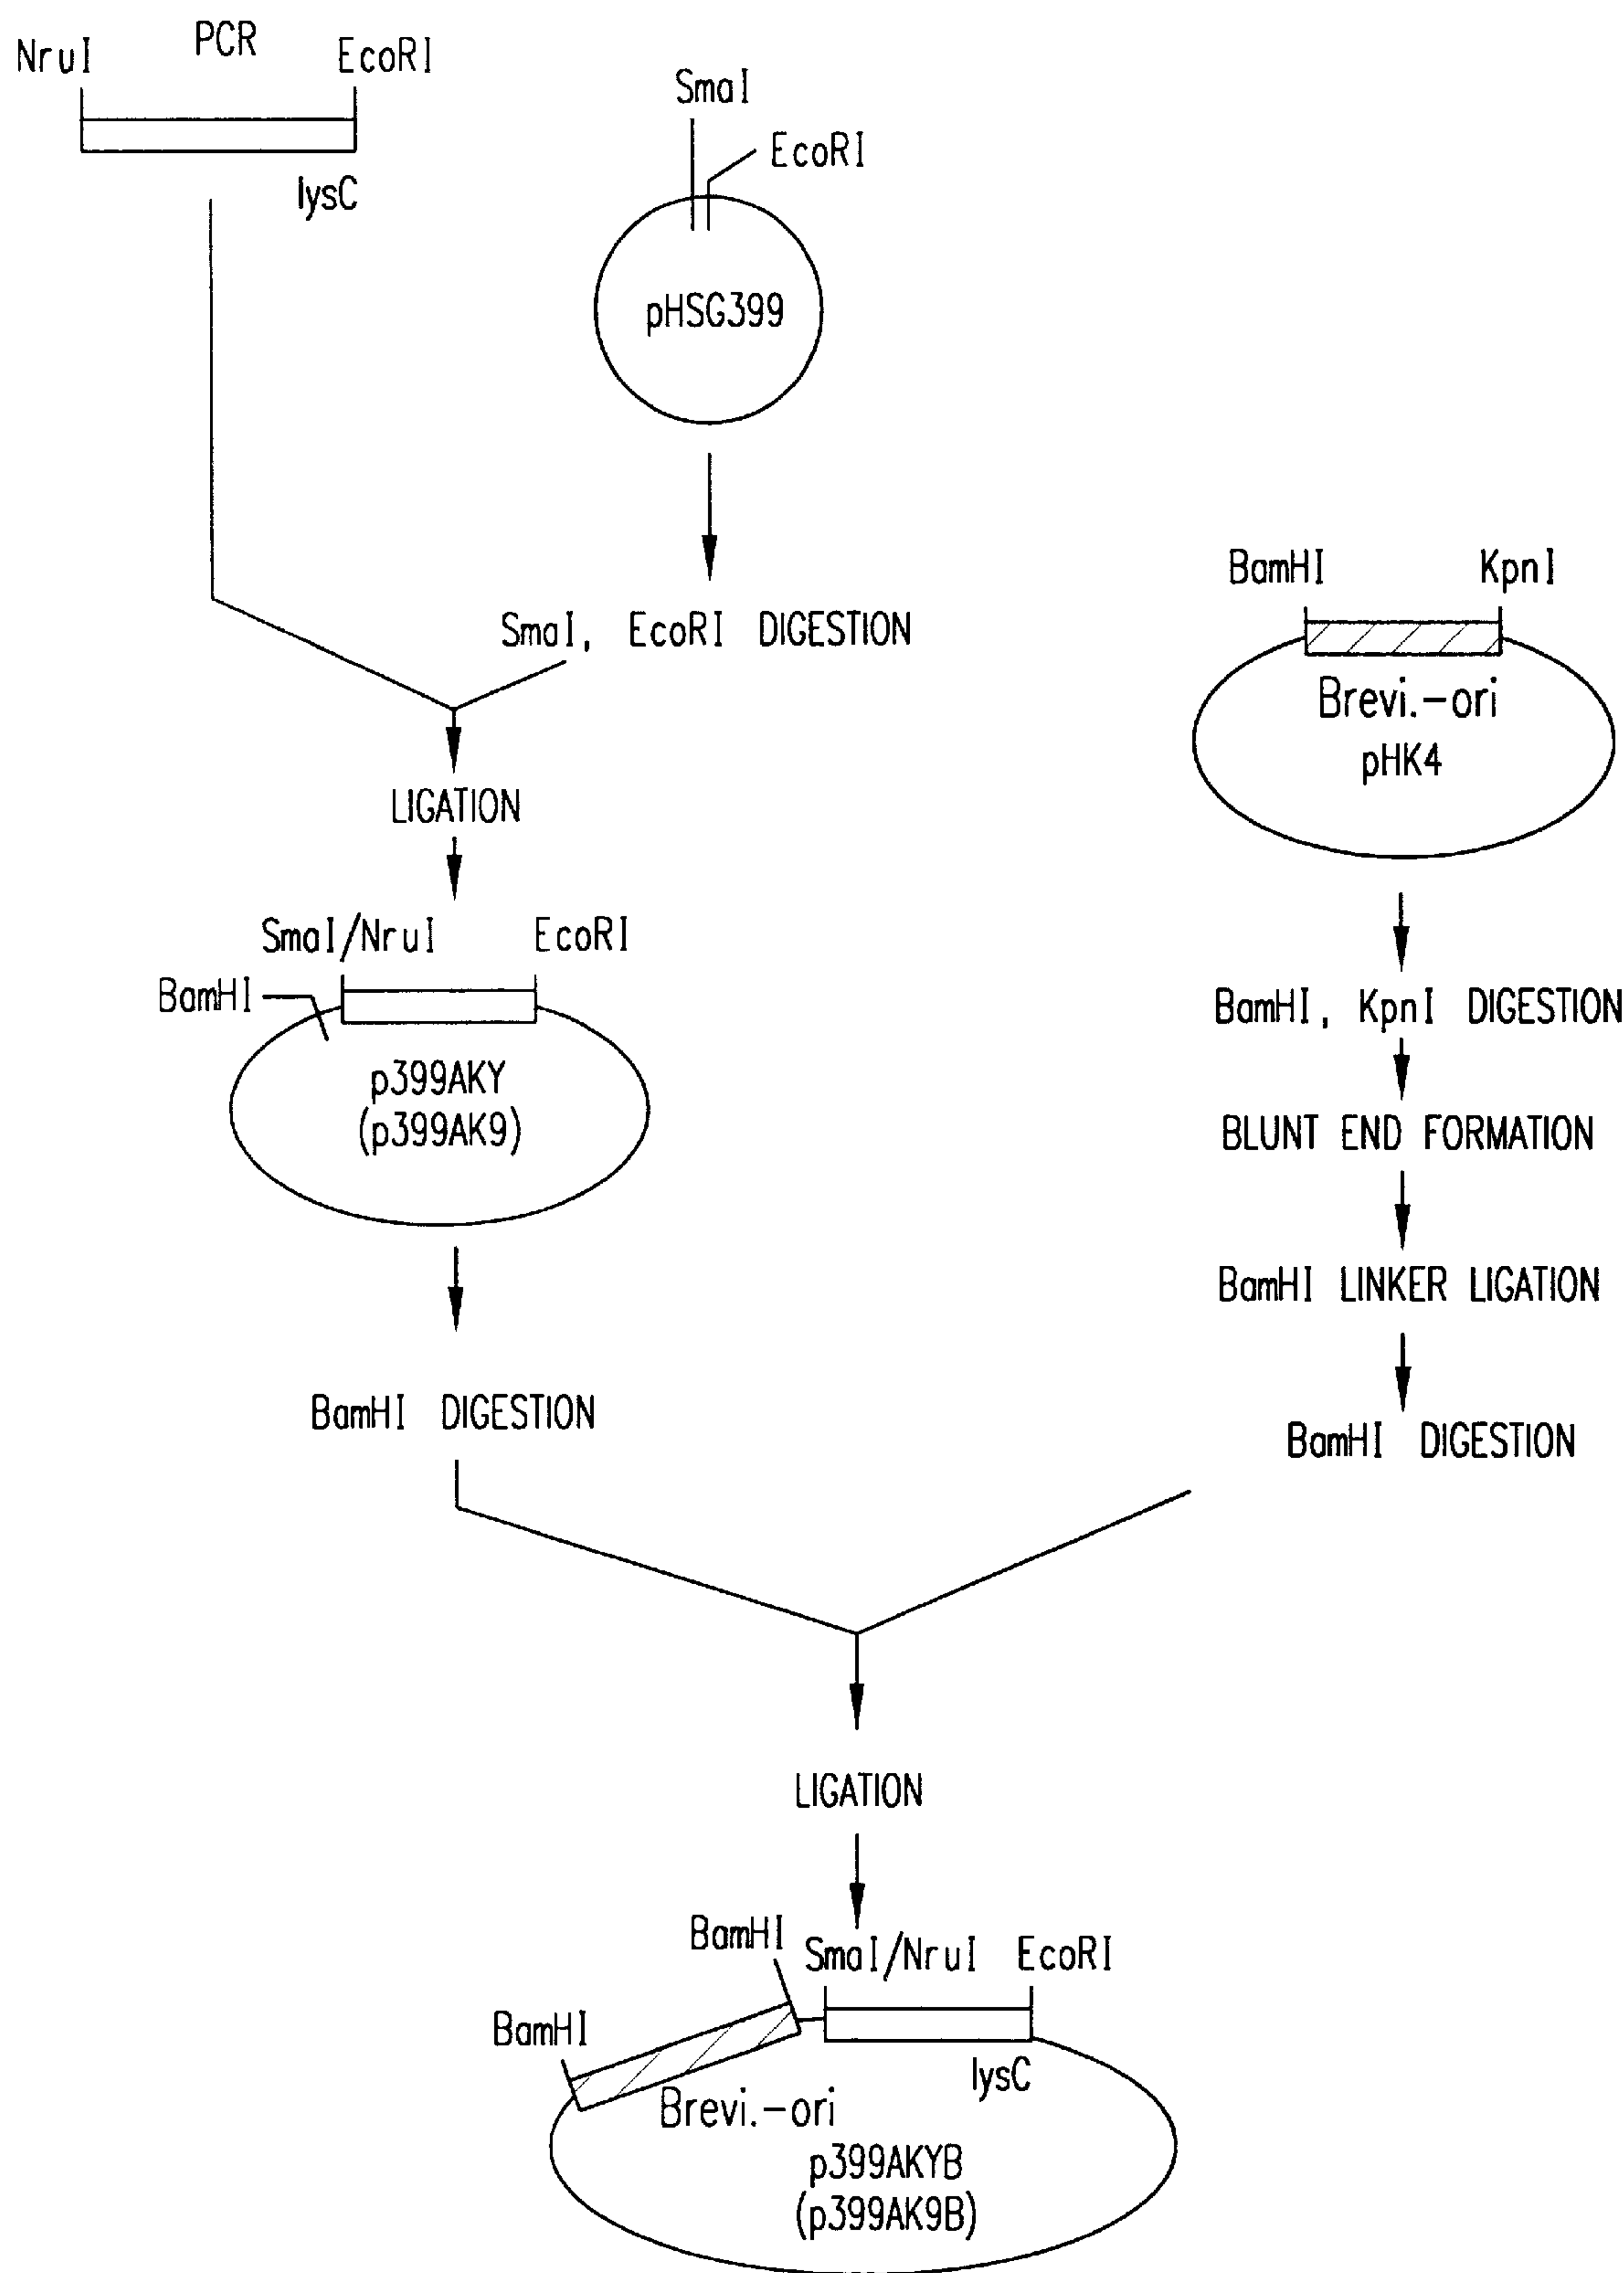 NruI PCR EcoRI
lysC
SmaI
EcoRI
pHSG399
SmaI, EcoRI DIGESTION
LIGATION
SmaI/NruI EcoRI
BamHI
p399AKY
(p399AK9)
BamHI DIGESTION
BamHI KpnI
Brevi.-ori
pHK4
BamHI, KpnI DIGESTION
BLUNT END FORMATION
BamHI LINKER LIGATION
BamHI DIGESTION
LIGATION
BamHI SmaI/NruI EcoRI
BamHI
lysC
Brevi.-ori
p399AKYB
(p399AK9B)